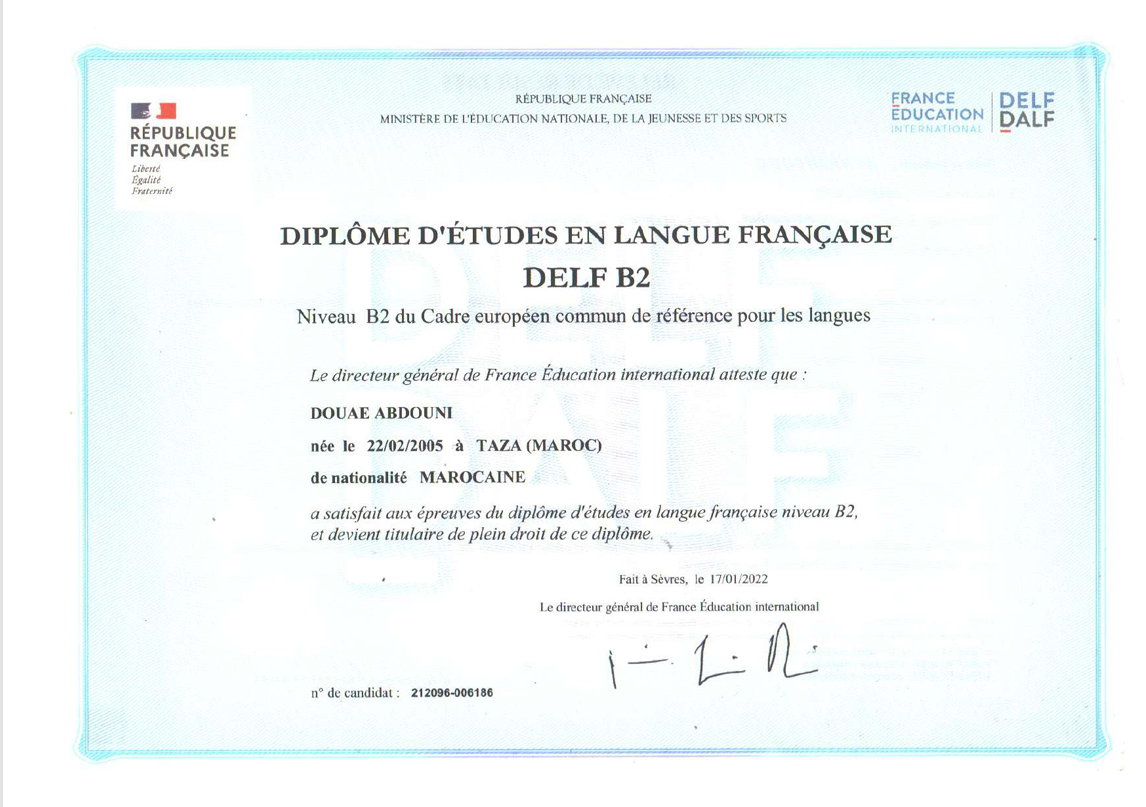 RÉPUBLIQUE FRANÇAISE
MINISTÈRE DE L'ÉDUCATION NATIONALE, DE LA JEUNESSE ET DES SPORTS
RÉPUBLIQUE
FRANÇAISE
Liberté
Égalité
Fraternité
FRANCE
ÉDUCATION
INTERNATIONAL
DELF
DALF
DIPLÔME D'ÉTUDES EN LANGUE FRANÇAISE
DELF B2
Niveau B2 du Cadre européen commun de référence pour les langues
Le directeur général de France Éducation international atteste que :
DOUAE ABDOUNI
née le 22/02/2005 à TAZA (MAROC)
de nationalité MAROCAINE
a satisfait aux épreuves du diplôme d'études en langue française niveau B2,
et devient titulaire de plein droit de ce diplôme.
Fait à Sèvres, le 17/01/2022
Le directeur général de France Éducation international
n° de candidat : 212096-006186
DELF
DALF